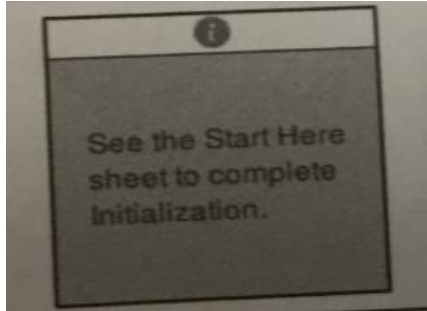 i
See the Start Here
sheet to complete
Initialization.